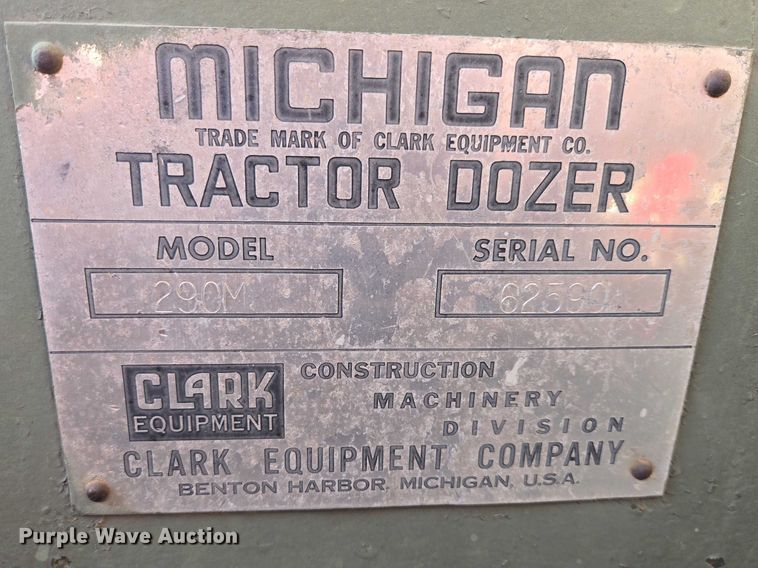 MICHIGAN
TRADE MARK OF CLARK EQUIPMENT CO.
TRACTOR DOZER
MODEL SERIAL NO.
290M
CLARK EQUIPMENT
CONSTRUCTION
MACHINERY
DIVISION
CLARK EQUIPMENT COMPANY
BENTON HARBOR, MICHIGAN, U.S.A.
Purple Wave Auction